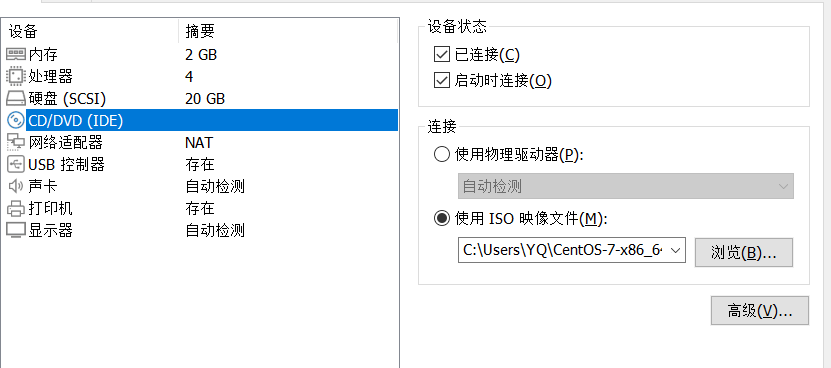 设备 摘要
内存 2 GB
处理器 4
硬盘 (SCSI) 20 GB
CD/DVD (IDE)
网络适配器 NAT
USB 控制器 存在
声卡 自动检测
打印机 存在
显示器 自动检测
设备状态
已连接(C)
启动时连接(O)
连接
使用物理驱动器(P):
自动检测
使用 ISO 映像文件(M):
C:\Users\YQ\CentOS-7-x86_6 浏览(B)...
高级(V)...